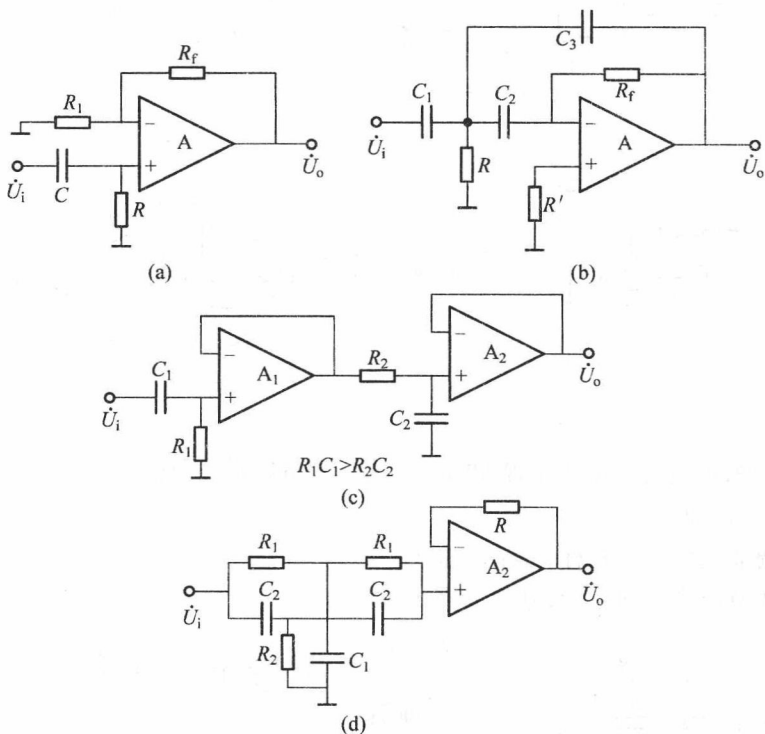 R_f
R_1
−
A
+
U̇_i
C
R
U̇_o
(a)
C_3
C_1
C_2
R_f
−
A
+
U̇_i
R
R′
U̇_o
(b)
−
A_1
+
C_1
R_1
U̇_i
R_2
C_2
−
A_2
+
U̇_o
R_1C_1>R_2C_2
(c)
R_1
R_1
C_2
C_2
R_2
C_1
U̇_i
R
−
A_2
+
U̇_o
(d)